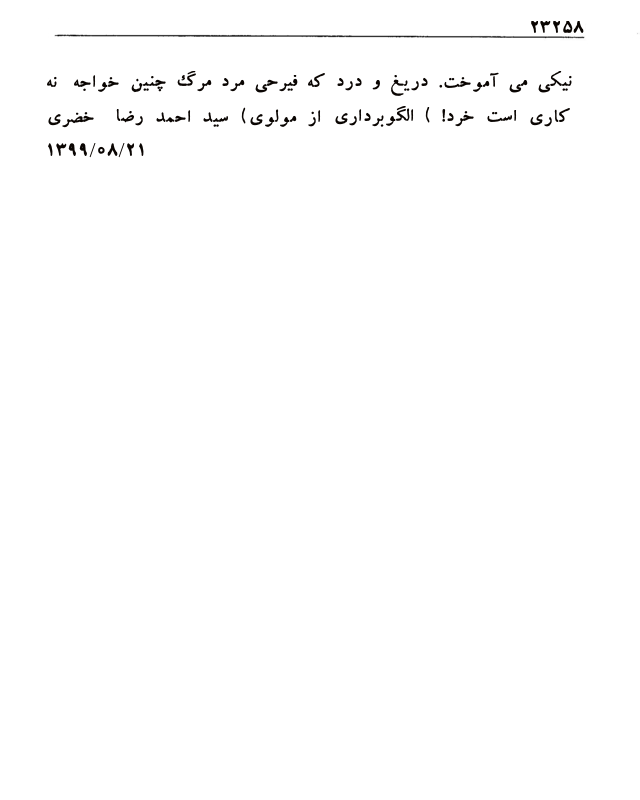 ۲۳۲۵۸
نیکی می آموخت. دریغ و درد که فیرحی مرد مرگ چنین خواجه نه
کاری است خرد! ) الگوبرداری از مولوی) سید احمد رضا خضری
۱۳۹۹/۰۸/۲۱